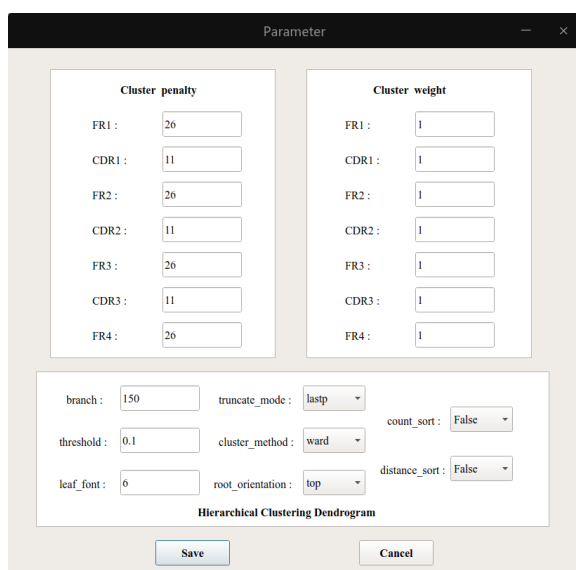 Parameter
Cluster penalty
FR1 : 26
CDR1 : 11
FR2 : 26
CDR2 : 11
FR3 : 26
CDR3 : 11
FR4 : 26
Cluster weight
FR1 : 1
CDR1 : 1
FR2 : 1
CDR2 : 1
FR3 : 1
CDR3 : 1
FR4 : 1
branch : 150
threshold : 0.1
leaf_font : 6
truncate_mode : lastp
cluster_method : ward
root_orientation : top
count_sort : False
distance_sort : False
Hierarchical Clustering Dendrogram
Save
Cancel